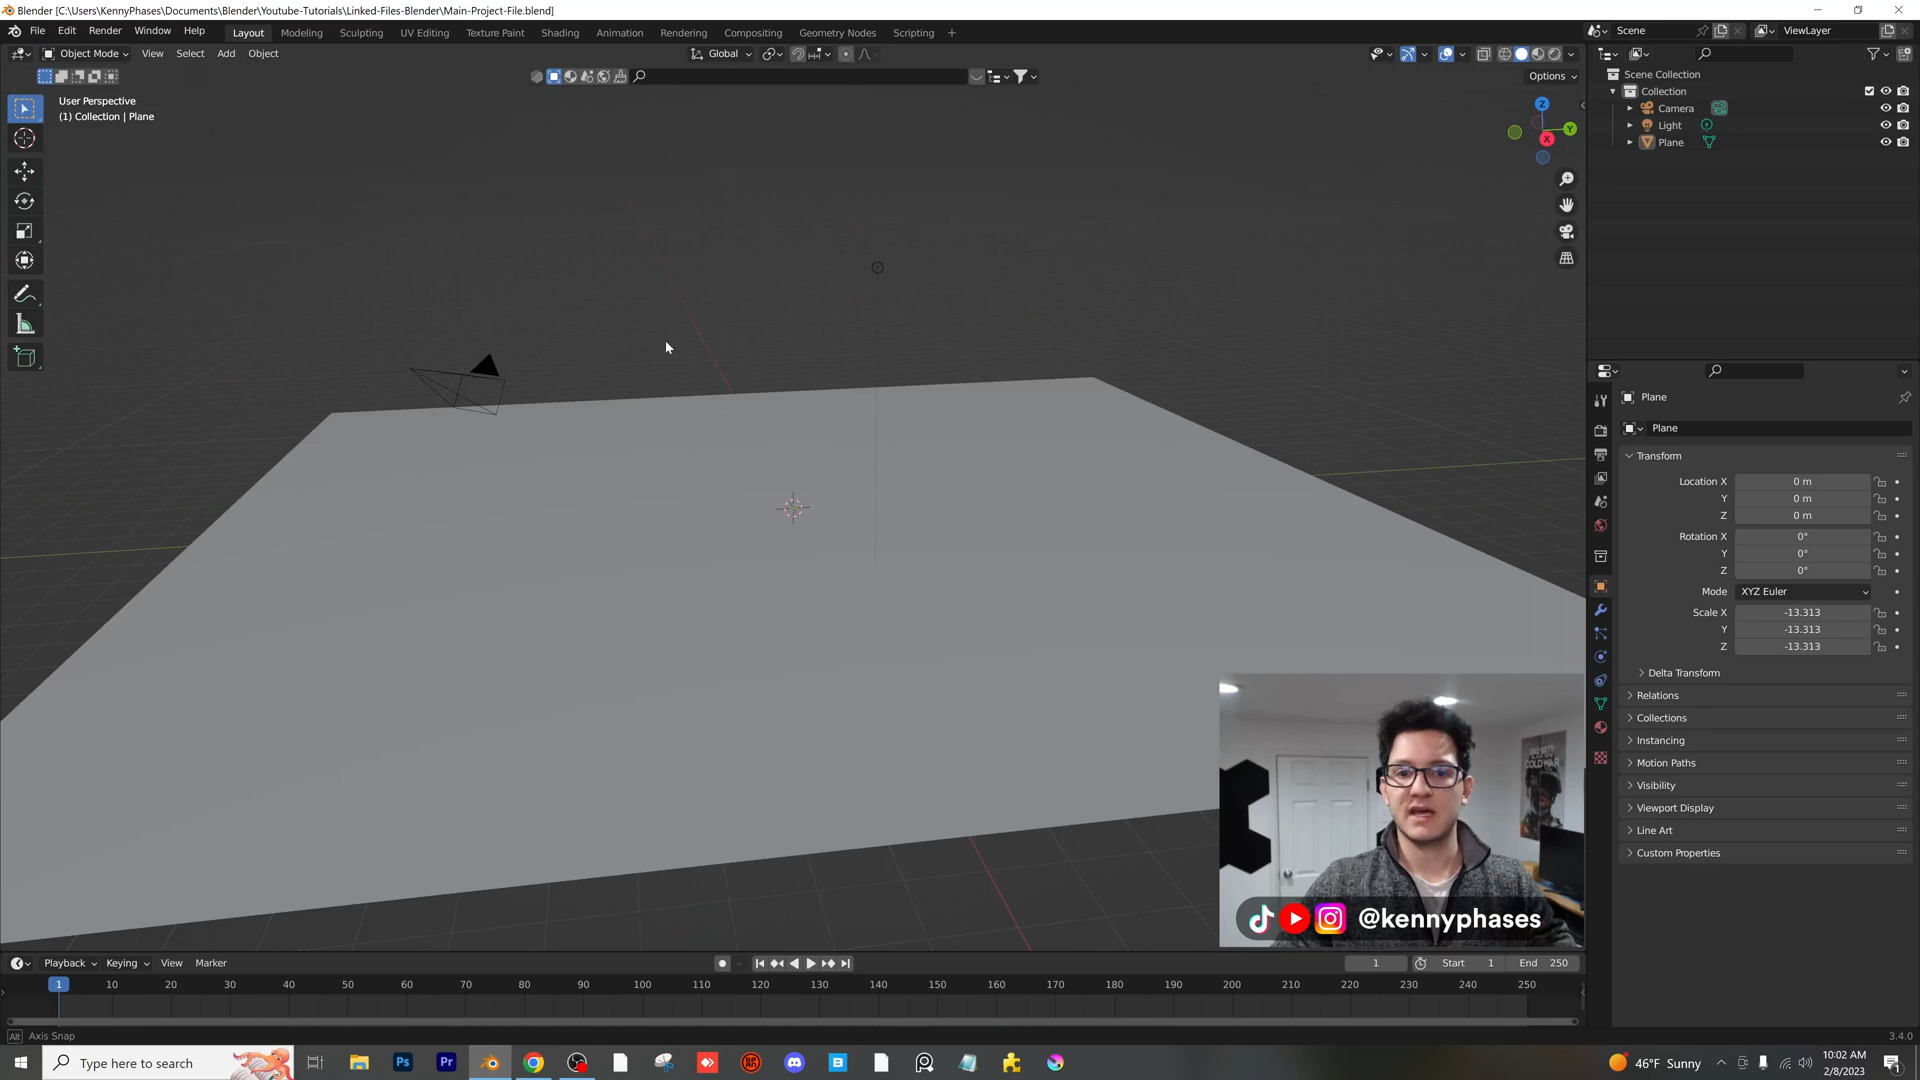 Blender [C:\Users\KennyPhases\Documents\Blender\Youtube-Tutorials\Linked-Files-Blender\Main-Project-File.blend]
File Edit Render Window Help Layout Modeling Sculpting UV Editing Texture Paint Shading Animation Rendering Compositing Geometry Nodes Scripting + Scene ViewLayer
Object Mode View Select Add Object Global
Options
User Perspective
(1) Collection | Plane
Z
Y
X
Scene Collection
Collection
Camera
Light
Plane
Plane
Plane
Transform
Location X 0 m
Y 0 m
Z 0 m
Rotation X 0°
Y 0°
Z 0°
Mode XYZ Euler
Scale X -13.313
Y -13.313
Z -13.313
Delta Transform
Relations
Collections
Instancing
Motion Paths
Visibility
Viewport Display
Line Art
Custom Properties
COLD WAR
@kennyphases
Playback Keying View Marker 1 Start 1 End 250
1 10 20 30 40 50 60 70 80 90 100 110 120 130 140 150 160 170 180 190 200 210 220 230 240 250
Alt Axis Snap 3.4.0
Type here to search Ps Pr 46°F Sunny 10:02 AM
2/8/2023